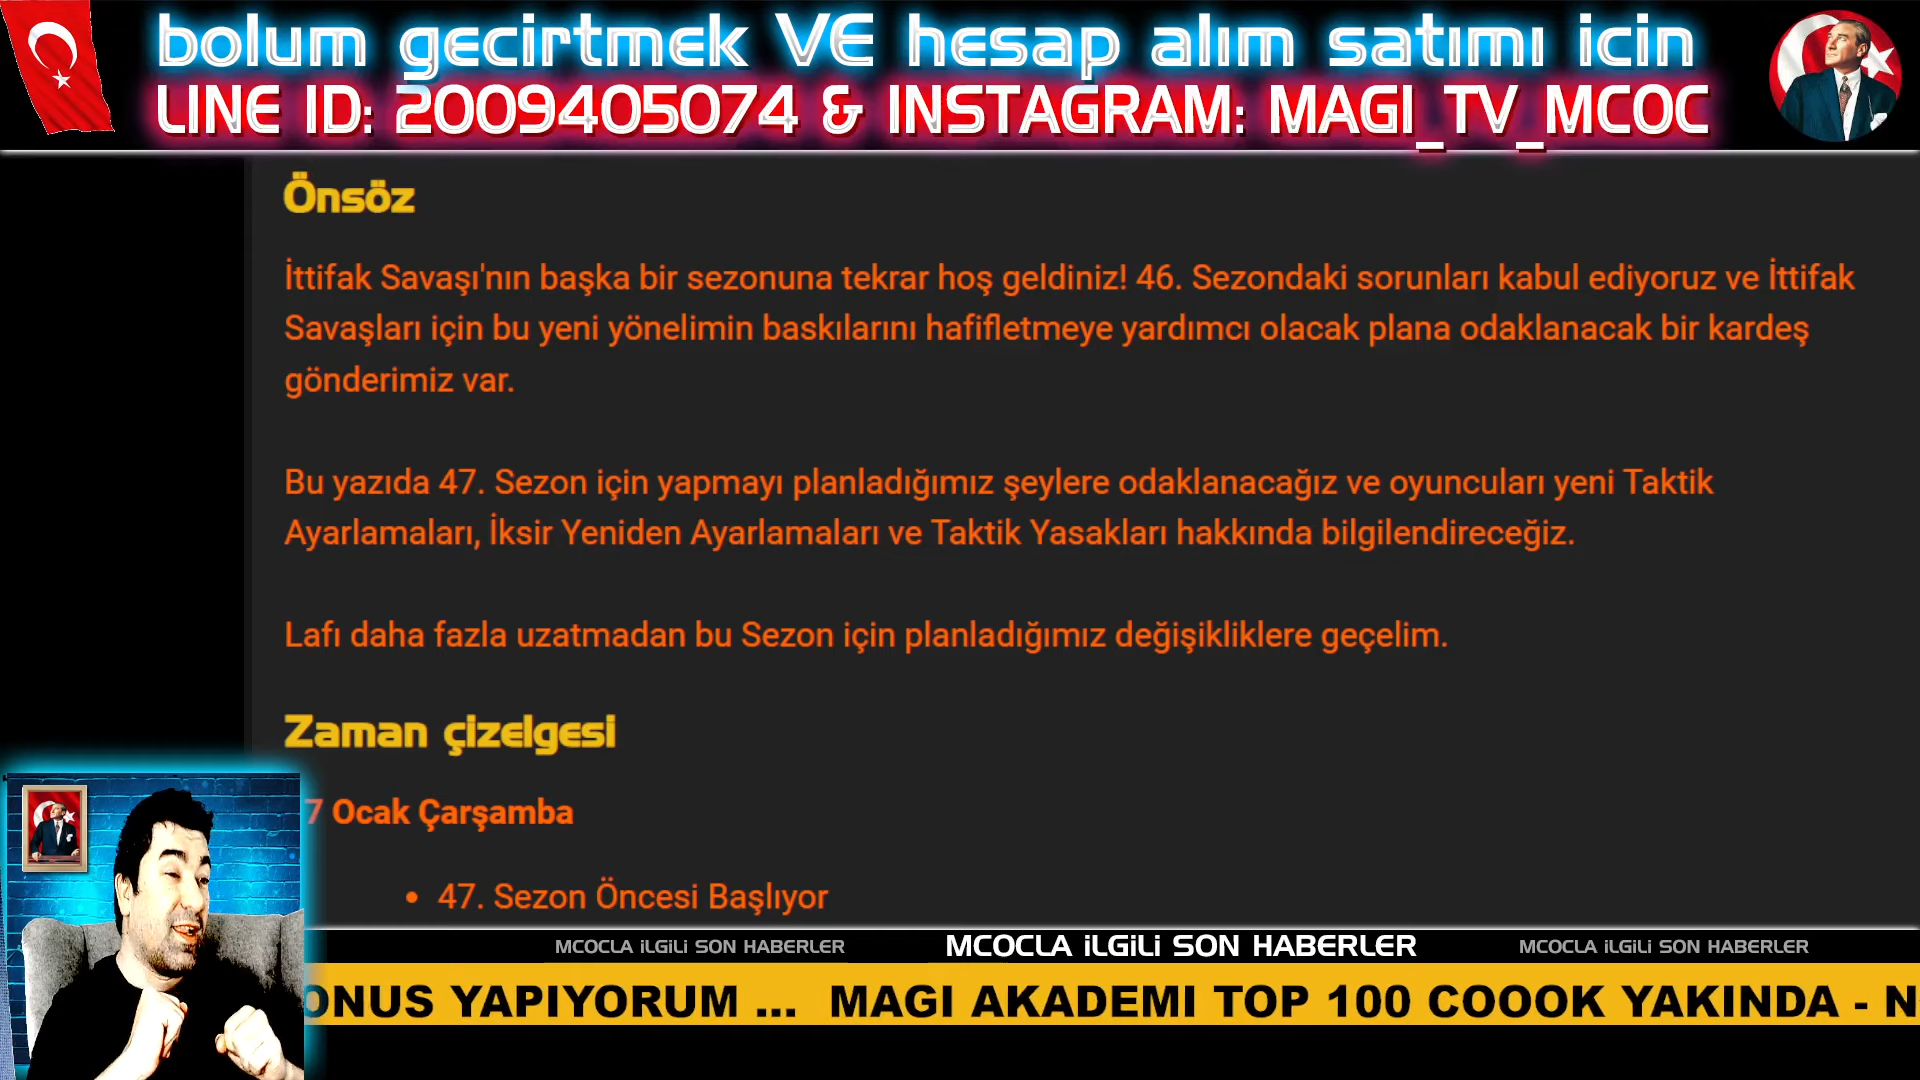 bolum gecirtmek VE hesap alım satımı icin
LINE ID: 2009405074 & INSTAGRAM: MAGI_TV_MCOC
Önsöz
İttifak Savaşı'nın başka bir sezonuna tekrar hoş geldiniz! 46. Sezondaki sorunları kabul ediyoruz ve İttifak
Savaşları için bu yeni yönelimin baskılarını hafifletmeye yardımcı olacak plana odaklanacak bir kardeş
gönderimiz var.
Bu yazıda 47. Sezon için yapmayı planladığımız şeylere odaklanacağız ve oyuncuları yeni Taktik
Ayarlamaları, İksir Yeniden Ayarlamaları ve Taktik Yasakları hakkında bilgilendireceğiz.
Lafı daha fazla uzatmadan bu Sezon için planladığımız değişikliklere geçelim.
Zaman çizelgesi
7 Ocak Çarşamba
• 47. Sezon Öncesi Başlıyor
MCOCLA iLGiLi SON HABERLER MCOCLA iLGiLi SON HABERLER MCOCLA iLGiLi SON HABERLER
ONUS YAPIYORUM ... MAGI AKADEMI TOP 100 COOOK YAKINDA - N